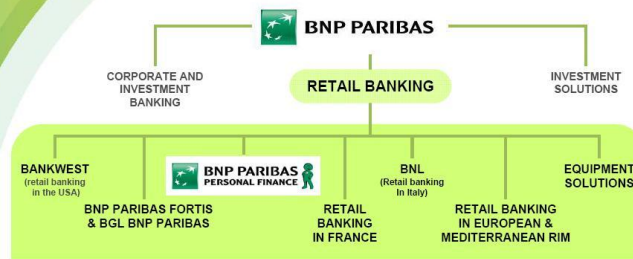 BNP PARIBAS
CORPORATE AND
INVESTMENT
BANKING
RETAIL BANKING
INVESTMENT
SOLUTIONS
BANKWEST
(retail banking
in the USA)
BNP PARIBAS
PERSONAL FINANCE
BNL
(Retail banking
In Italy)
EQUIPMENT
SOLUTIONS
BNP PARIBAS FORTIS
& BGL BNP PARIBAS
RETAIL
BANKING
IN FRANCE
RETAIL BANKING
IN EUROPEAN &
MEDITERRANEAN RIM